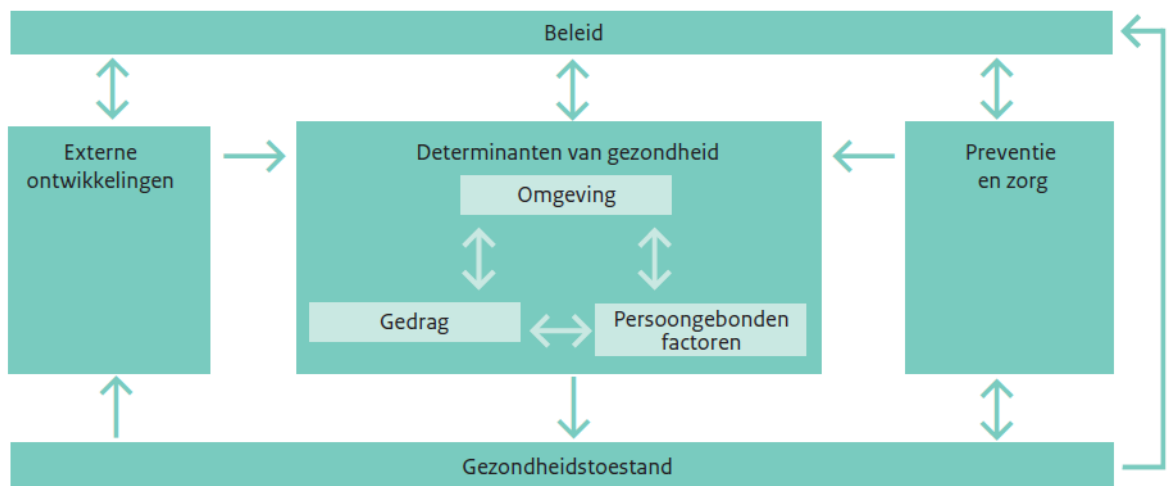 Beleid
Externe
ontwikkelingen
Determinanten van gezondheid
Omgeving
Gedrag
Persoongebonden
factoren
Preventie
en zorg
Gezondheidstoestand